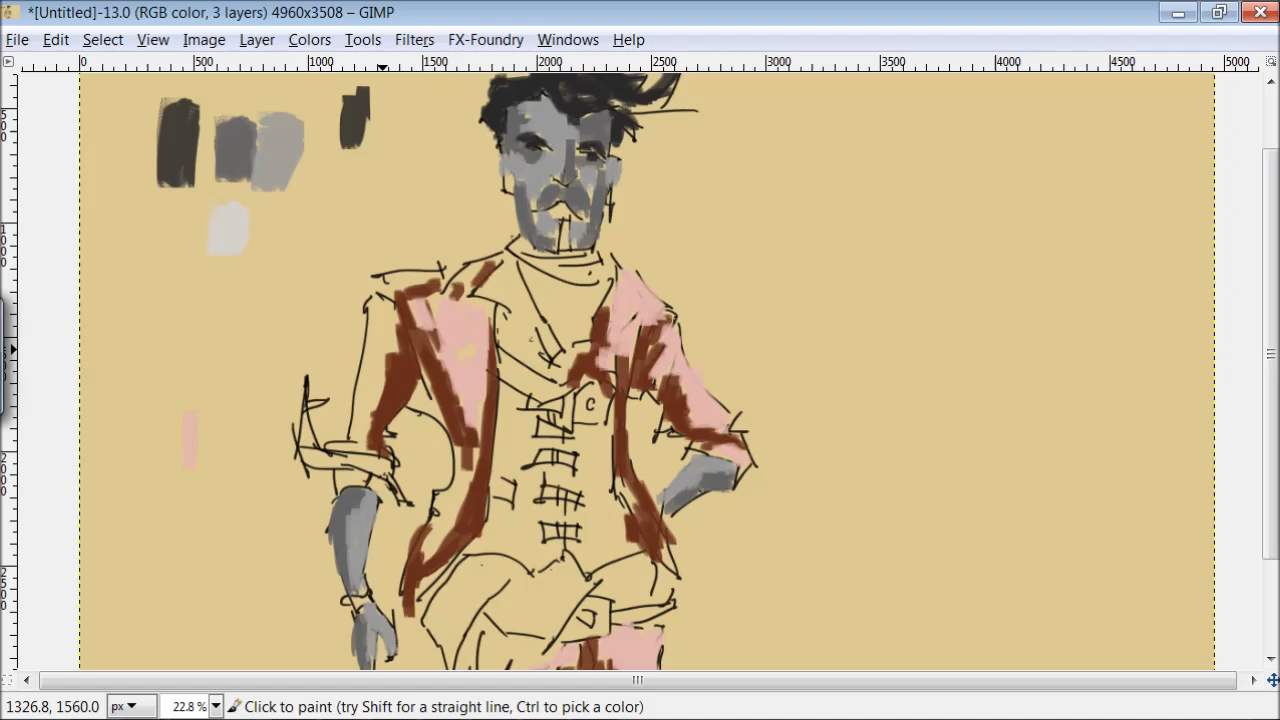 *[Untitled]-13.0 (RGB color, 3 layers) 4960x3508 – GIMP
File Edit Select View Image Layer Colors Tools Filters FX-Foundry Windows Help
0 500 1000 1500 2000 2500 3000 3500 4000 4500 5000
C
1326.8, 1560.0 px 22.8 % Click to paint (try Shift for a straight line, Ctrl to pick a color)